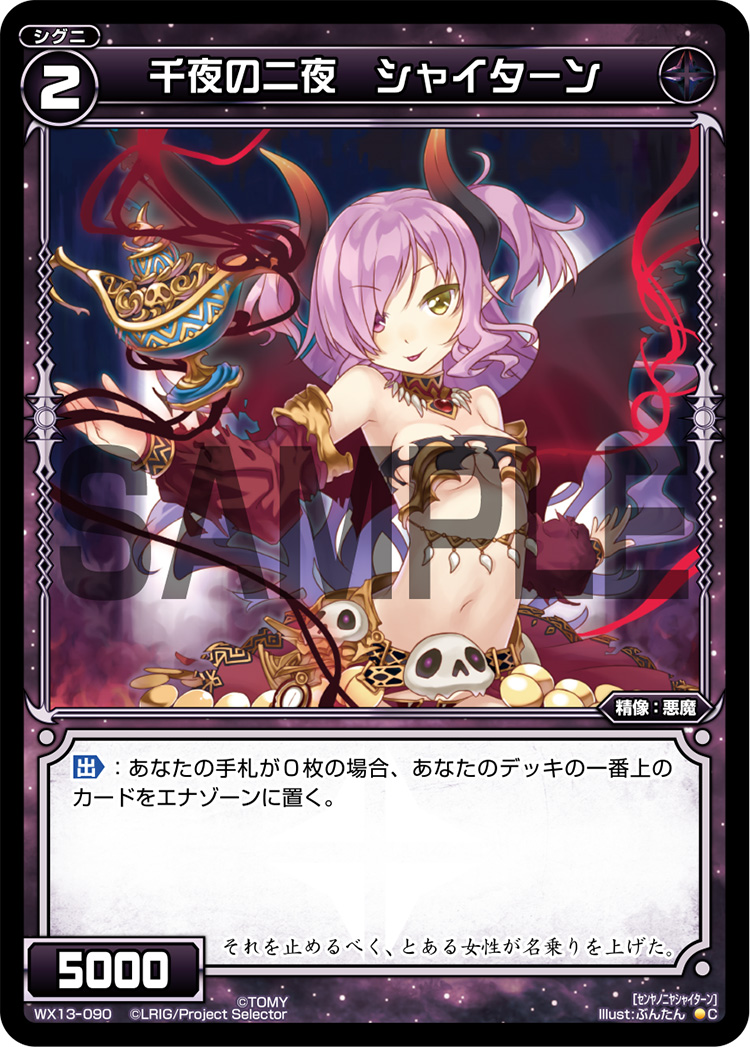 シグニ
2
千夜の二夜　シャイターン
SAMPLE
精像：悪魔
出：あなたの手札が０枚の場合、あなたのデッキの一番上の
カードをエナゾーンに置く。
それを止めるべく、とある女性が名乗りを上げた。
5000
©TOMY
[センヤノニヤシャイターン]
WX13-090 ©LRIG/Project Selector
Illust:ぶんたん C